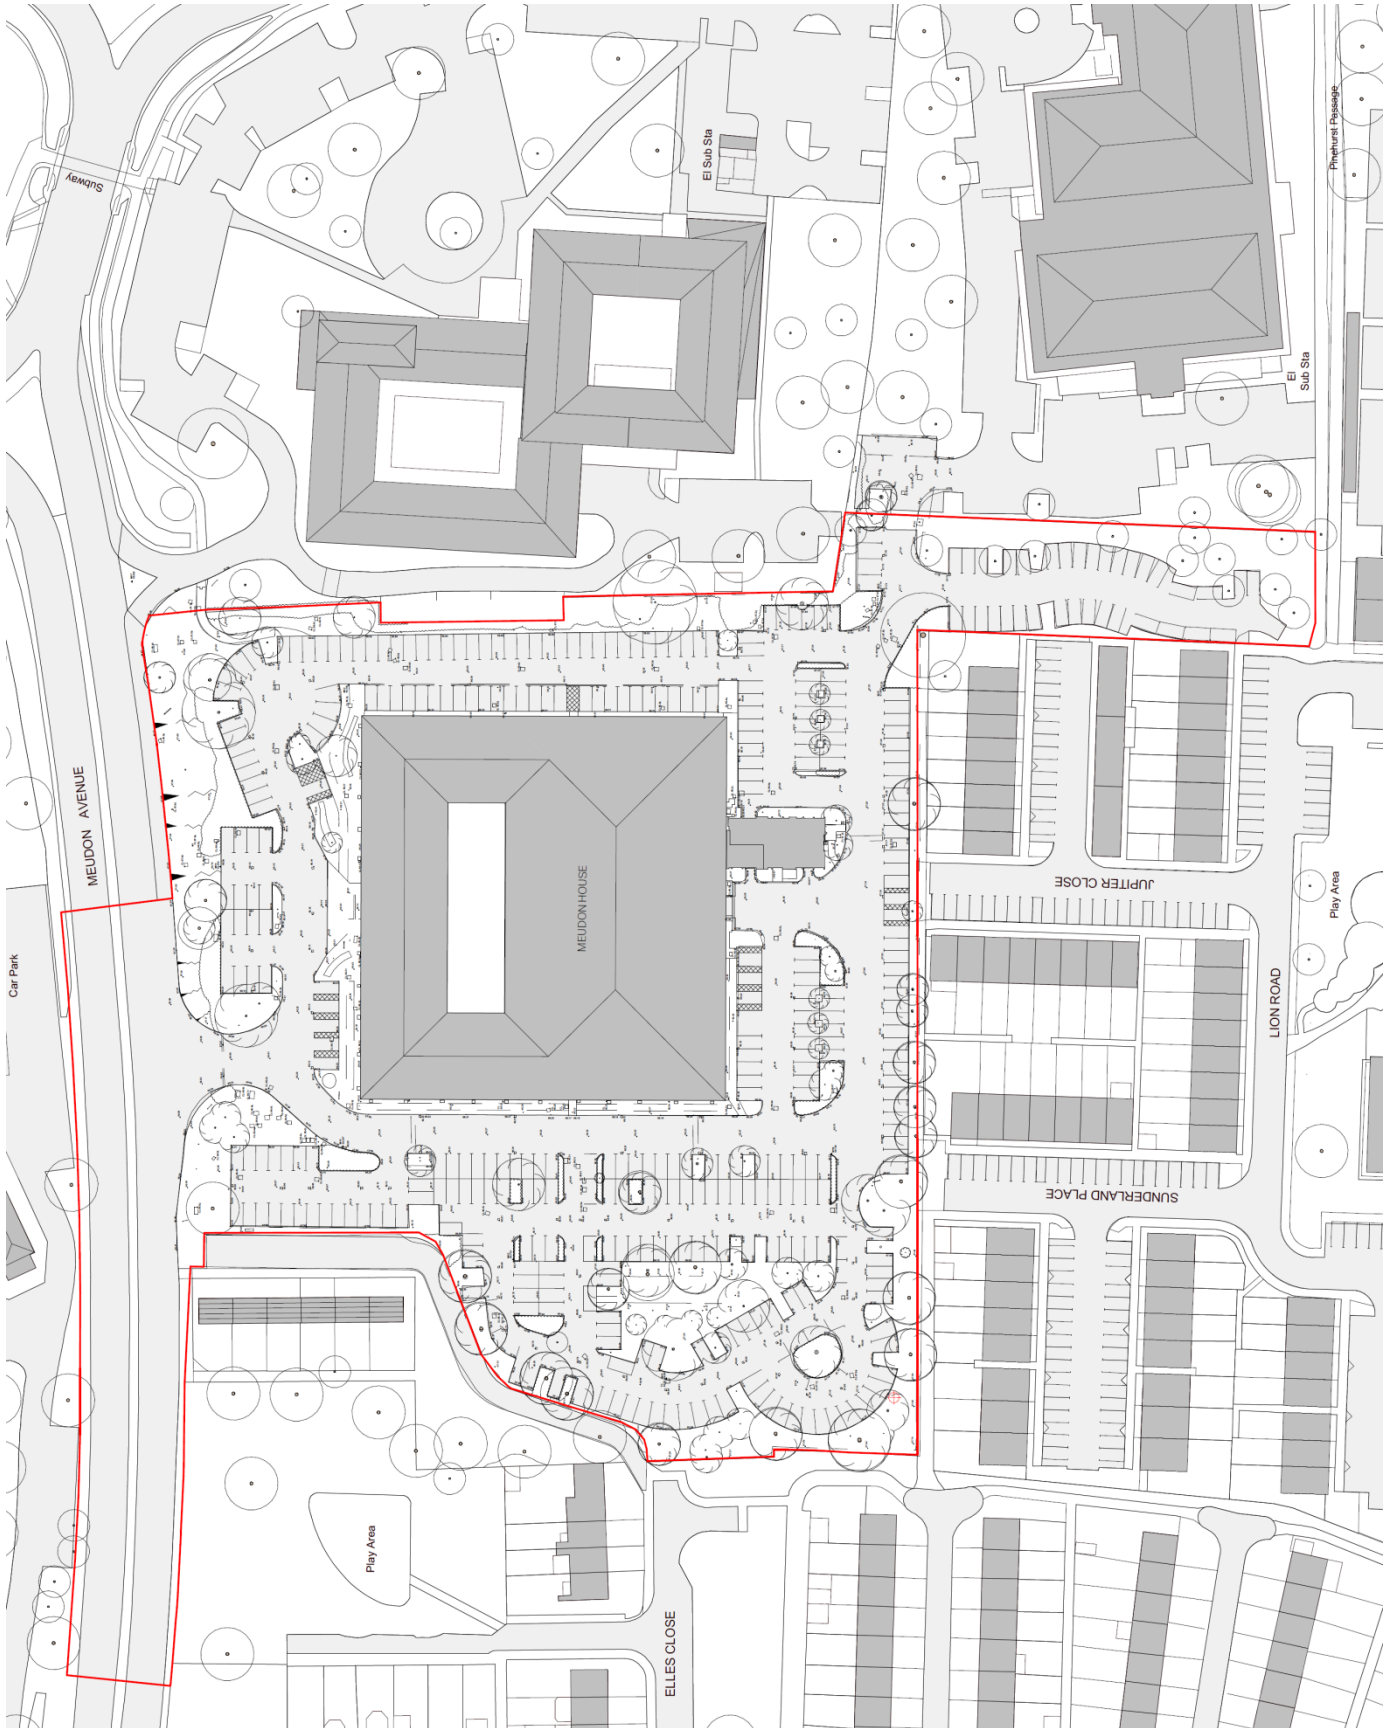 Subway
El Sub Sta
Pinehurst Passage
El
Sub Sta
MEUDON AVENUE
MEUDON HOUSE
JUPITER CLOSE
Play Area
Car Park
LION ROAD
SUNDERLAND PLACE
Play Area
ELLES CLOSE